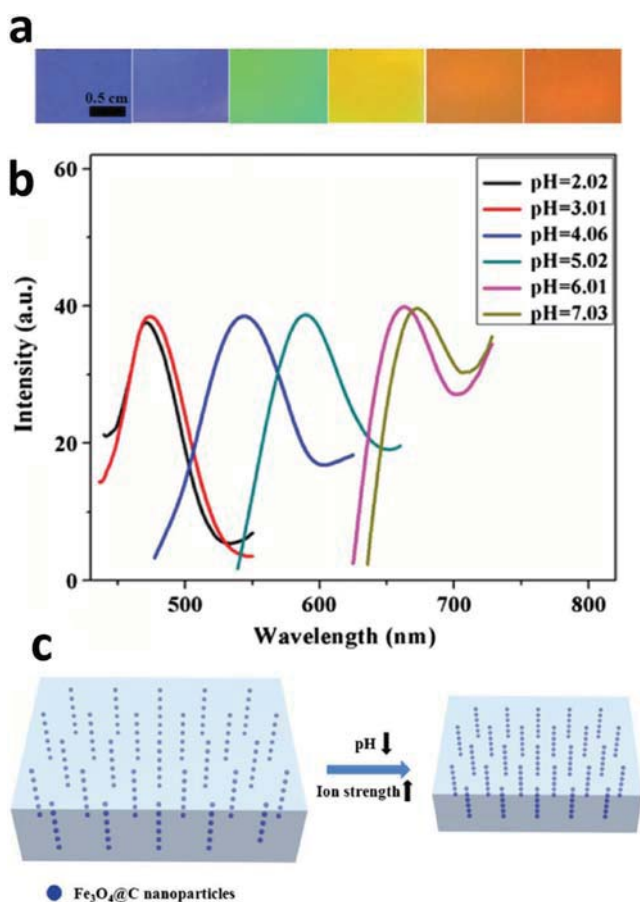 a
0.5 cm
b
60
40
20
0
Intensity (a.u.)
500 600 700 800
Wavelength (nm)
pH=2.02
pH=3.01
pH=4.06
pH=5.02
pH=6.01
pH=7.03
c
pH
Ion strength
Fe₃O₄@C nanoparticles